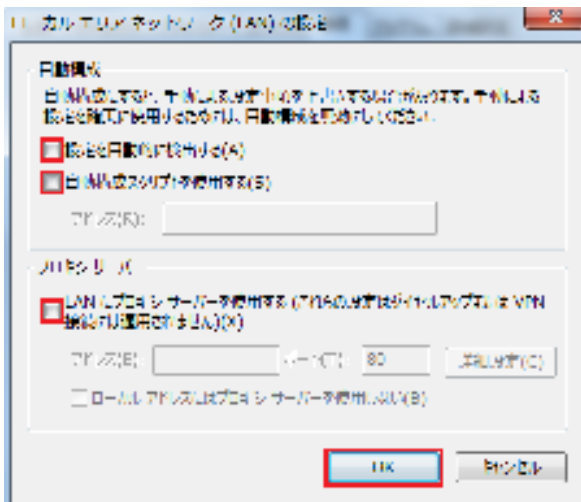 ローカル エリア ネットワーク (LAN) の設定
自動構成
自動構成にすると、手動による設定事項を上書きする場合があります。手動による
設定を確実に使用するためには、自動構成を無効にしてください。
設定を自動的に検出する(A)
自動構成スクリプトを使用する(S)
アドレス(R):
プロキシ サーバー
LAN にプロキシ サーバーを使用する (これらの設定はダイヤルアップまたは VPN
接続には適用されません)(X)
アドレス(E): ポート(T): 80 詳細設定(C)
ローカル アドレスにはプロキシ サーバーを使用しない(B)
OK キャンセル